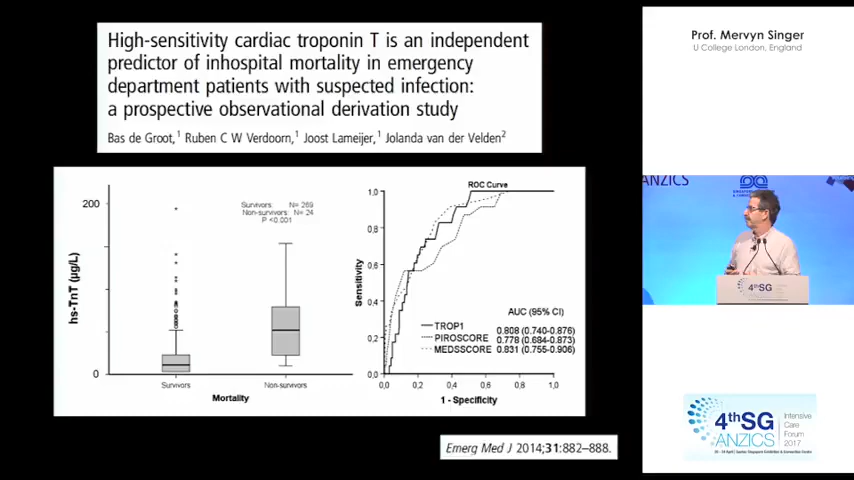 High-sensitivity cardiac troponin T is an independent
predictor of inhospital mortality in emergency
department patients with suspected infection:
a prospective observational derivation study
Bas de Groot,1 Ruben C W Verdoorn,1 Joost Lameijer,1 Jolanda van der Velden2
200
0
hs-TnT (µg/L)
Survivors: N= 269
Non-survivors: N= 24
P <0.001
Survivors
Non-survivors
Mortality
ROC Curve
1,0
0,8
0,6
0,4
0,2
0,0
Sensitivity
AUC (95% CI)
TROP1 0.808 (0.740-0.876)
PIROSCORE 0.778 (0.684-0.873)
MEDSSCORE 0.831 (0.755-0.906)
0,0 0,2 0,4 0,6 0,8 1,0
1 - Specificity
Emerg Med J 2014;31:882–888.
Prof. Mervyn Singer
U College London, England
ANZICS
4thSG
4thSG
ANZICS
Intensive
Care
Forum
2017